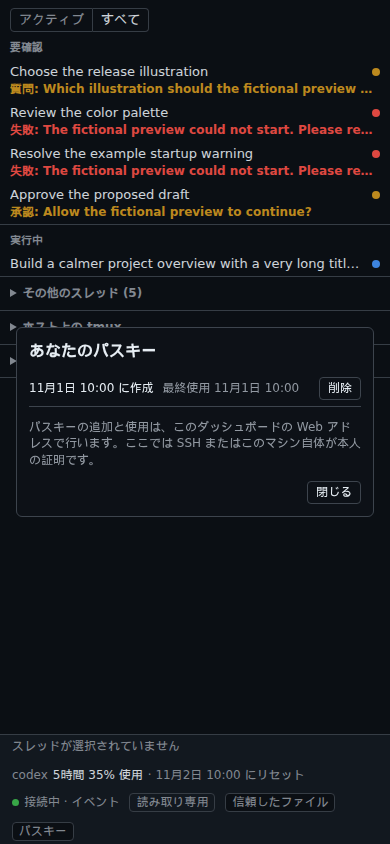 アクティブ すべて
要確認
Choose the release illustration
質問: Which illustration should the fictional preview …
Review the color palette
失敗: The fictional preview could not start. Please re…
Resolve the example startup warning
失敗: The fictional preview could not start. Please re…
Approve the proposed draft
承認: Allow the fictional preview to continue?
実行中
Build a calmer project overview with a very long titl…
▶ その他のスレッド (5)
あなたのパスキー
11月1日 10:00 に作成 最終使用 11月1日 10:00 削除
パスキーの追加と使用は、このダッシュボードの Web アド
レスで行います。ここでは SSH またはこのマシン自体が本人
の証明です。
閉じる
スレッドが選択されていません
codex 5時間 35% 使用 · 11月2日 10:00 にリセット
接続中 · イベント 読み取り専用 信頼したファイル
パスキー